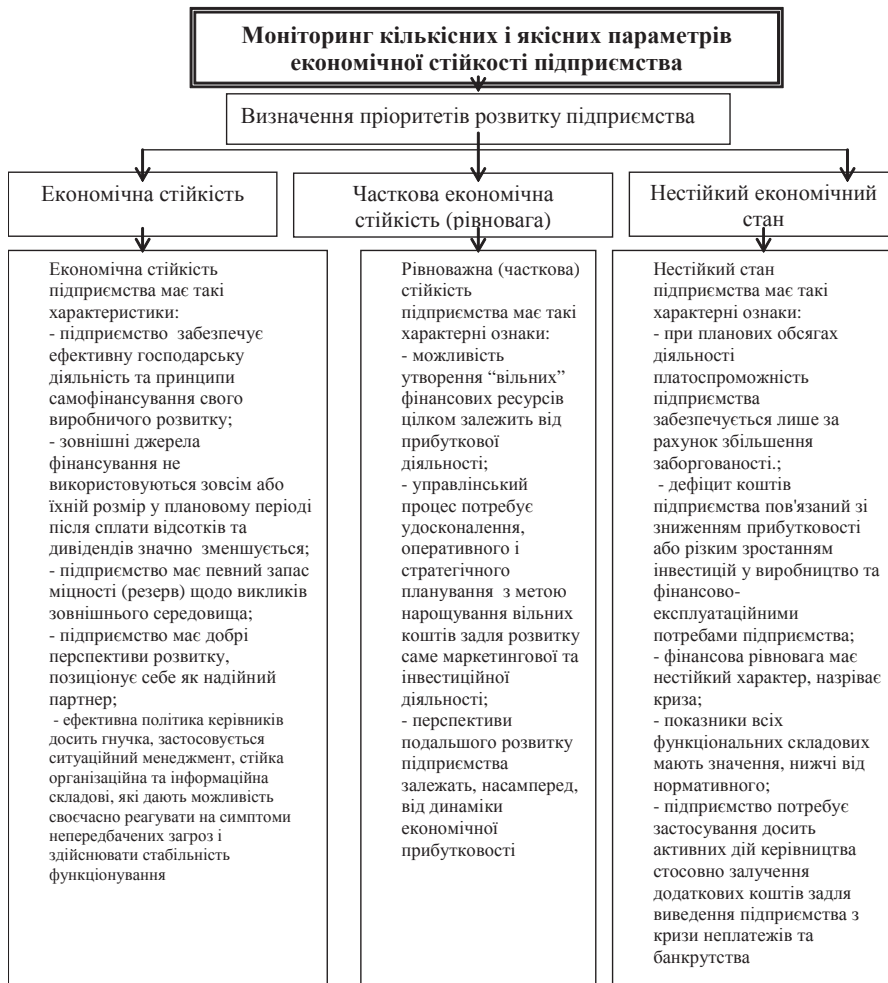 Моніторинг кількісних і якісних параметрів
економічної стійкості підприємства
Визначення пріоритетів розвитку підприємства
Економічна стійкість
Часткова економічна
стійкість (рівновага)
Нестійкий економічний
стан
Економічна стійкість
підприємства має такі
характеристики:
- підприємство забезпечує
ефективну господарську
діяльність та принципи
самофінансування свого
виробничого розвитку;
- зовнішні джерела
фінансування не
використовуються зовсім або
їхній розмір у плановому періоді
після сплати відсотків та
дивідендів значно зменшується;
- підприємство має певний запас
міцності (резерв) щодо викликів
зовнішнього середовища;
- підприємство має добрі
перспективи розвитку,
позиціонує себе як надійний
партнер;
- ефективна політика керівників
досить гнучка, застосовується
ситуаційний менеджмент, стійка
організаційна та інформаційна
складові, які дають можливість
своєчасно реагувати на симптоми
непередбачених загроз і
здійснювати стабільність
функціонування
Рівноважна (часткова)
стійкість
підприємства має такі
характерні ознаки:
- можливість
утворення “вільних”
фінансових ресурсів
цілком залежить від
прибуткової
діяльності;
- управлінський
процес потребує
удосконалення,
оперативного і
стратегічного
планування з метою
нарощування вільних
коштів задля розвитку
саме маркетингової та
інвестиційної
діяльності;
- перспективи
подальшого розвитку
підприємства
залежать, насамперед,
від динаміки
економічної
прибутковості
Нестійкий стан
підприємства має такі
характерні ознаки:
- при планових обсягах
діяльності
платоспроможність
підприємства
забезпечується лише за
рахунок збільшення
заборгованості.;
- дефіцит коштів
підприємства пов'язаний зі
зниженням прибутковості
або різким зростанням
інвестицій у виробництво та
фінансово-
експлуатаційними
потребами підприємства;
- фінансова рівновага має
нестійкий характер, назріває
криза;
- показники всіх
функціональних складових
мають значення, нижчі від
нормативного;
- підприємство потребує
застосування досить
активних дій керівництва
стосовно залучення
додаткових коштів задля
виведення підприємства з
кризи неплатежів та
банкрутства